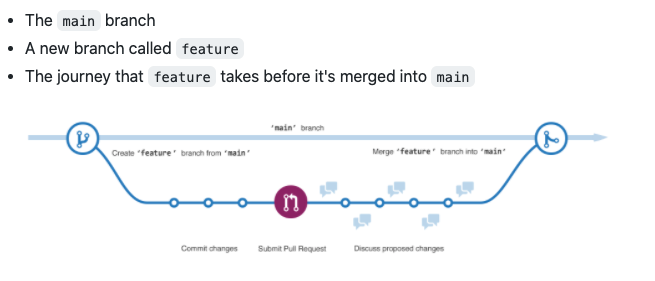 The main branch
A new branch called feature
The journey that feature takes before it's merged into main
'main' branch
Create 'feature' branch from 'main'
Merge 'feature' branch into 'main'
Commit changes
Submit Pull Request
Discuss proposed changes